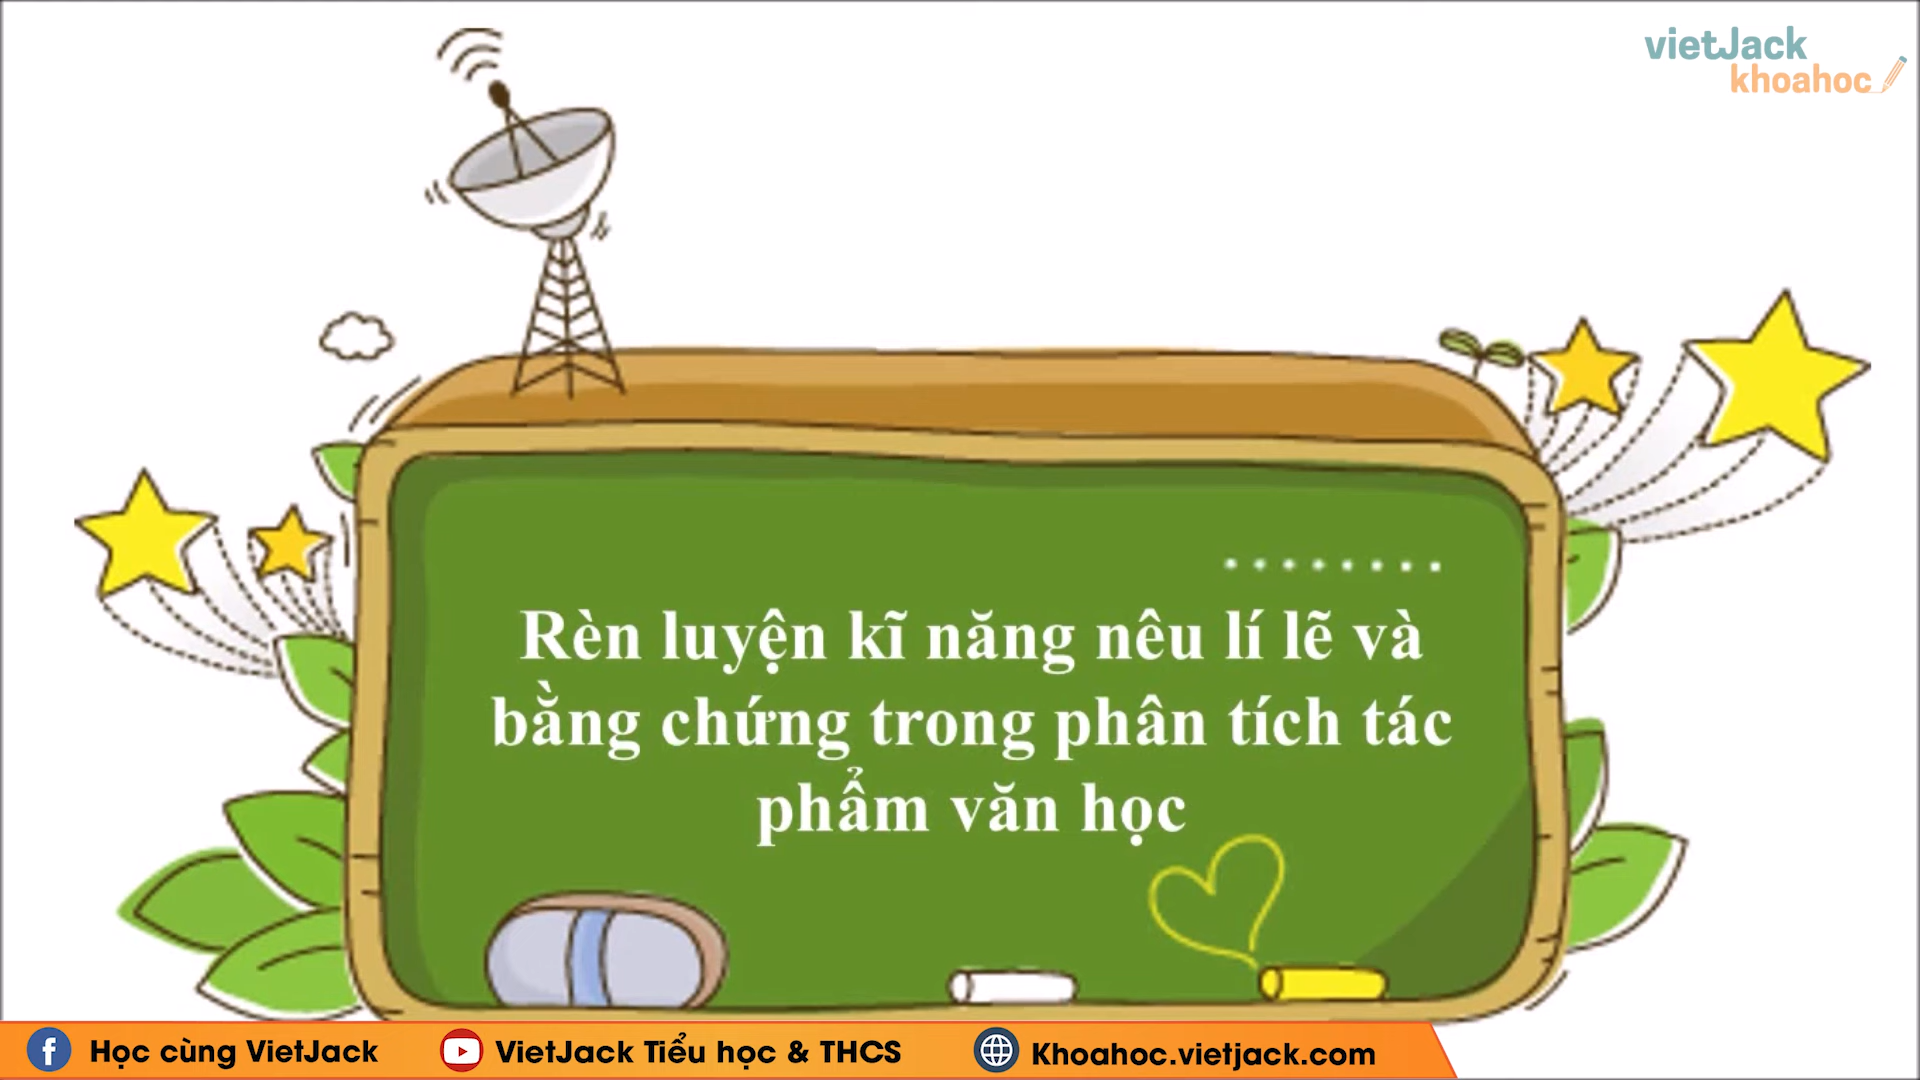 vietJack
khoahoc
Rèn luyện kĩ năng nêu lí lẽ và
bằng chứng trong phân tích tác
phẩm văn học
Học cùng VietJack
VietJack Tiểu học & THCS
Khoahoc.vietjack.com